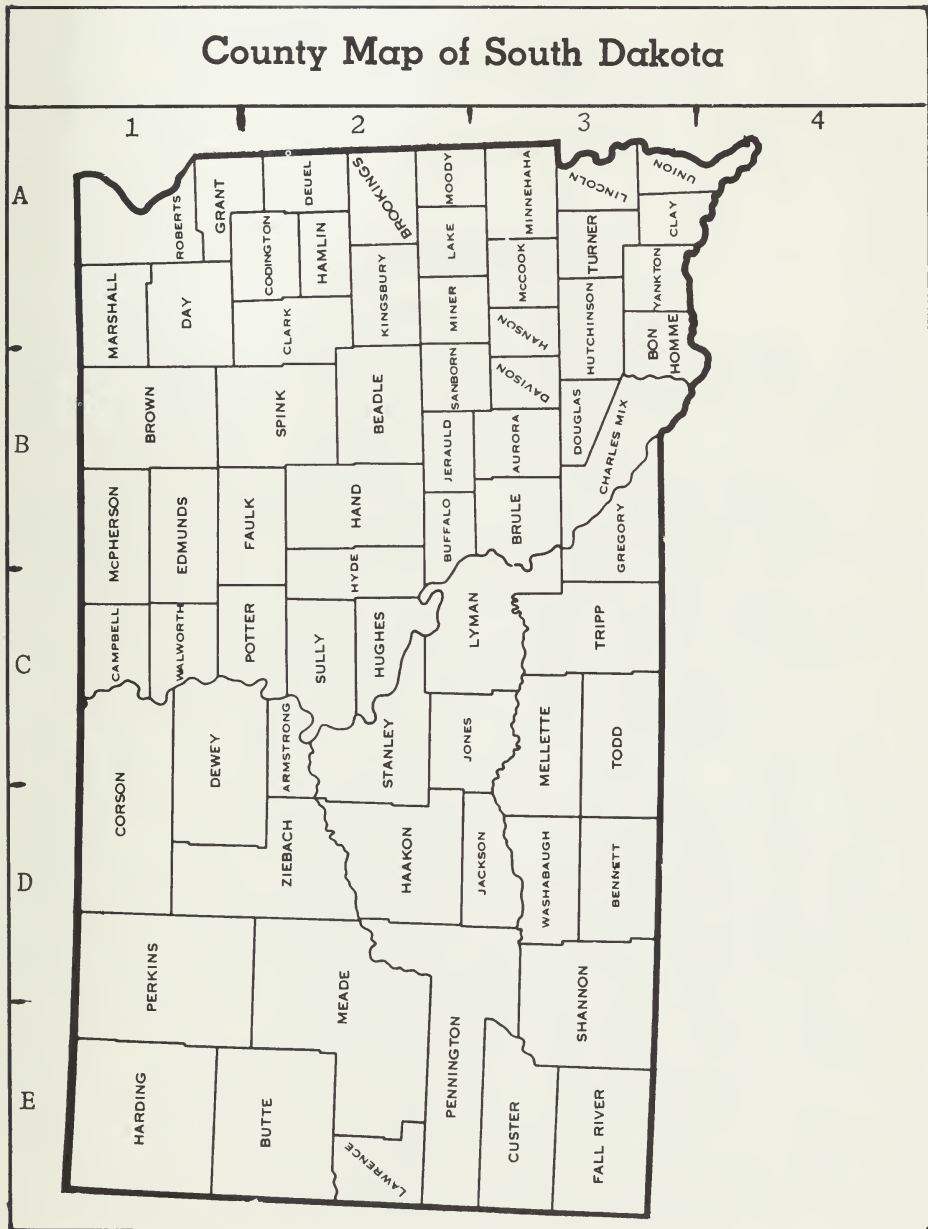 County Map of South Dakota
1
2
3
4
A
ROBERTS
GRANT
DEUEL
BROOKINGS
MOODY
MINNEHAHA
LINCOLN
UNION
CODINGTON
HAMLIN
LAKE
McCOOK
TURNER
CLAY
MARSHALL
DAY
CLARK
KINGSBURY
MINER
HANSON
HUTCHINSON
YANKTON
BON
HOMME
B
BROWN
SPINK
BEADLE
SANBORN
DAVISON
DOUGLAS
CHARLES MIX
JERAULD
AURORA
McPHERSON
EDMUNDS
FAULK
HAND
BUFFALO
BRULE
GREGORY
HYDE
C
CAMPBELL
WALWORTH
POTTER
SULLY
HUGHES
LYMAN
TRIPP
CORSON
DEWEY
ARMSTRONG
STANLEY
JONES
MELLETTE
TODD
D
ZIEBACH
HAAKON
JACKSON
WASHABAUGH
BENNETT
PERKINS
MEADE
SHANNON
E
HARDING
BUTTE
LAWRENCE
PENNINGTON
CUSTER
FALL RIVER